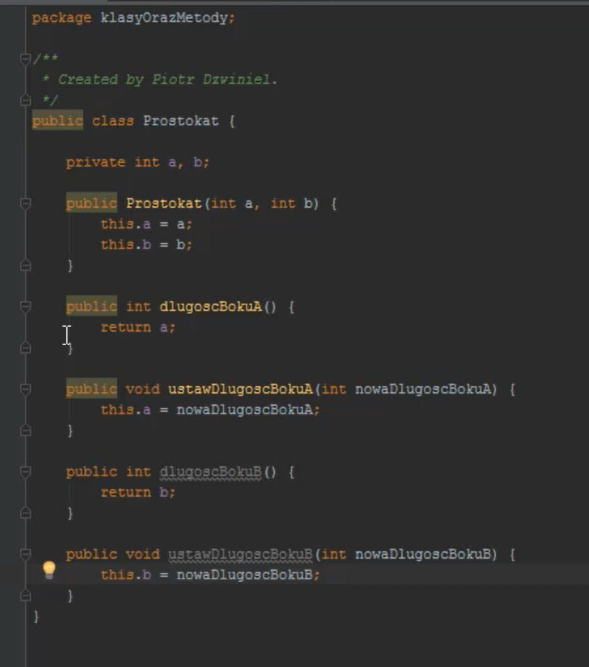 package klasyOrazMetody;
/**
* Created by Piotr Dzwiniel.
*/
public class Prostokat {
private int a, b;
public Prostokat(int a, int b) {
this.a = a;
this.b = b;
}
public int dlugoscBokuA() {
return a;
}
public void ustawDlugoscBokuA(int nowaDlugoscBokuA) {
this.a = nowaDlugoscBokuA;
}
public int dlugoscBokuB() {
return b;
}
public void ustawDlugoscBokuB(int nowaDlugoscBokuB) {
this.b = nowaDlugoscBokuB;
}
}